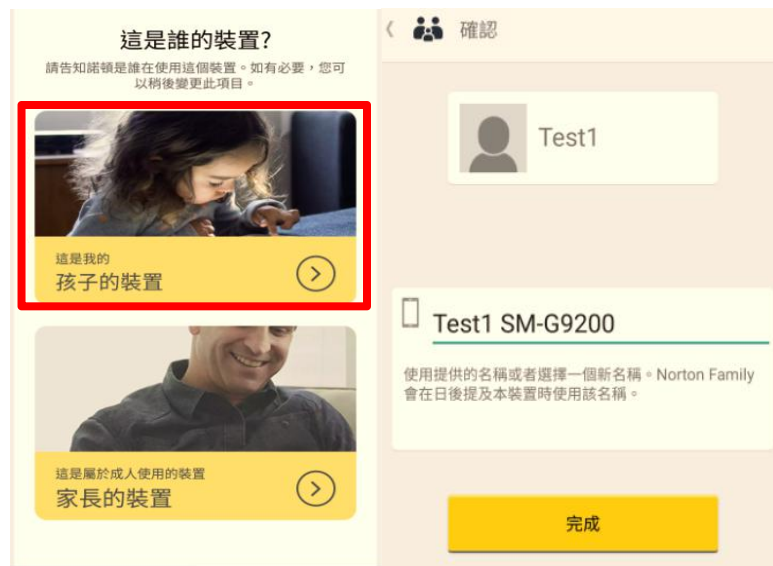 這是誰的裝置?
請告知諾頓是誰在使用這個裝置。如有必要，您可
以稍後變更此項目。
這是我的
孩子的裝置
這是屬於成人使用的裝置
家長的裝置
確認
Test1
Test1 SM-G9200
使用提供的名稱或者選擇一個新名稱。Norton Family
會在日後提及本裝置時使用該名稱。
完成